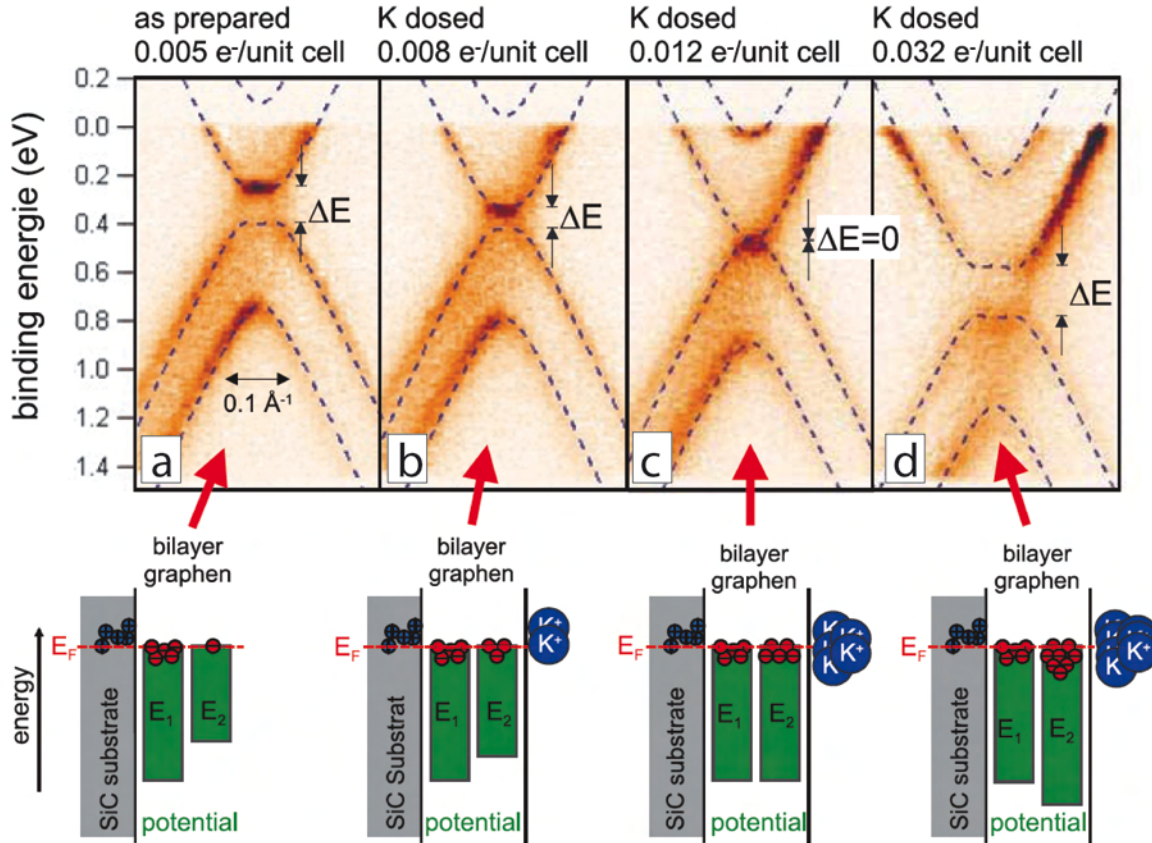 as prepared
0.005 e⁻/unit cell
K dosed
0.008 e⁻/unit cell
K dosed
0.012 e⁻/unit cell
K dosed
0.032 e⁻/unit cell
binding energie (eV)
0.2
0.0
0.2
0.4
0.6
0.8
1.0
1.2
1.4
ΔE
0.1 Å⁻¹
a
ΔE
b
ΔE=0
c
ΔE
d
bilayer
graphen
bilayer
graphen
bilayer
graphen
bilayer
graphen
energy
E_F
SiC substrate
E₁
E₂
potential
E_F
SiC Substrat
E₁
E₂
K⁺
K⁺
potential
E_F
SiC substrate
E₁
E₂
K
K⁺
K
potential
E_F
SiC substrate
E₁
E₂
K
K⁺
K
potential